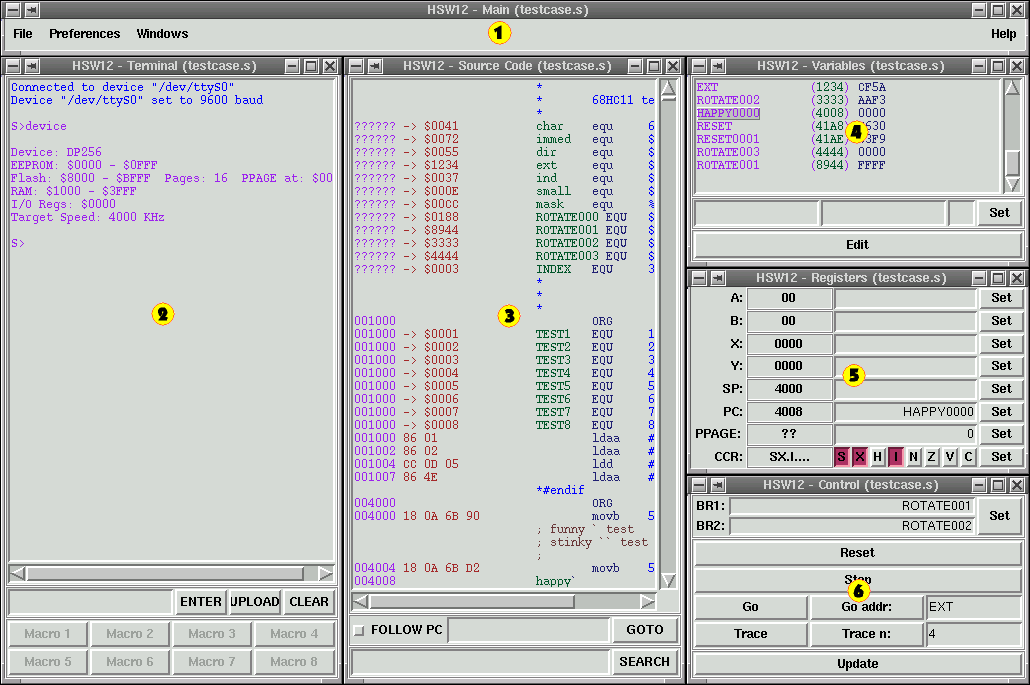 HSW12 - Main (testcase.s)
File Preferences Windows Help
1
HSW12 - Terminal (testcase.s)
Connected to device "/dev/ttyS0"
Device "/dev/ttyS0" set to 9600 baud
S>device
Device: DP256
EEPROM: $0000 - $0FFF
Flash: $8000 - $BFFF Pages: 16 PPAGE at: $00
RAM: $1000 - $3FFF
I/O Regs: $0000
Target Speed: 4000 KHz
S>
2
ENTER UPLOAD CLEAR
Macro 1 Macro 2 Macro 3 Macro 4
Macro 5 Macro 6 Macro 7 Macro 8
HSW12 - Source Code (testcase.s)
*
* 68HC11 te
*
?????? -> $0041 char equ 6
?????? -> $0072 immed equ $
?????? -> $0055 dir equ $
?????? -> $1234 ext equ $
?????? -> $0037 ind equ $
?????? -> $000E small equ $
?????? -> $00CC mask equ %
?????? -> $0188 ROTATE000 EQU $
?????? -> $8944 ROTATE001 EQU $
?????? -> $3333 ROTATE002 EQU $
?????? -> $4444 ROTATE003 EQU $
?????? -> $0003 INDEX EQU 3
*
*
*
3
001000 ORG
001000 -> $0001 TEST1 EQU 1
001000 -> $0002 TEST2 EQU 2
001000 -> $0003 TEST3 EQU 3
001000 -> $0004 TEST4 EQU 4
001000 -> $0005 TEST5 EQU 5
001000 -> $0006 TEST6 EQU 6
001000 -> $0007 TEST7 EQU 7
001000 -> $0008 TEST8 EQU 8
001000 86 01 ldaa #
001002 86 02 ldaa #
001004 CC 0D 05 ldd #
001007 86 4E ldaa #
*#endif
004000 ORG
004000 18 0A 6B 90 movb 5
; funny ` test
; stinky `` test
;
004004 18 0A 6B D2 movb 5
004008 happy`
FOLLOW PC GOTO
SEARCH
HSW12 - Variables (testcase.s)
EXT (1234) CF5A
ROTATE002 (3333) AAF3
HAPPY0000 (4008) 0000
RESET (41A8) 630
RESET0001 (41AE) 3F9
ROTATE003 (4444) 0000
ROTATE001 (8944) FFFF
4
Set
Edit
HSW12 - Registers (testcase.s)
A: 00 Set
B: 00 Set
X: 0000 Set
Y: 0000 Set
5
SP: 4000 Set
PC: 4008 HAPPY0000 Set
PPAGE: ?? 0 Set
CCR: SX.I.... S X H I N Z V C Set
HSW12 - Control (testcase.s)
BR1: ROTATE001
BR2: ROTATE002
Set
Reset
Stop
6
Go Go addr: EXT
Trace Trace n: 4
Update